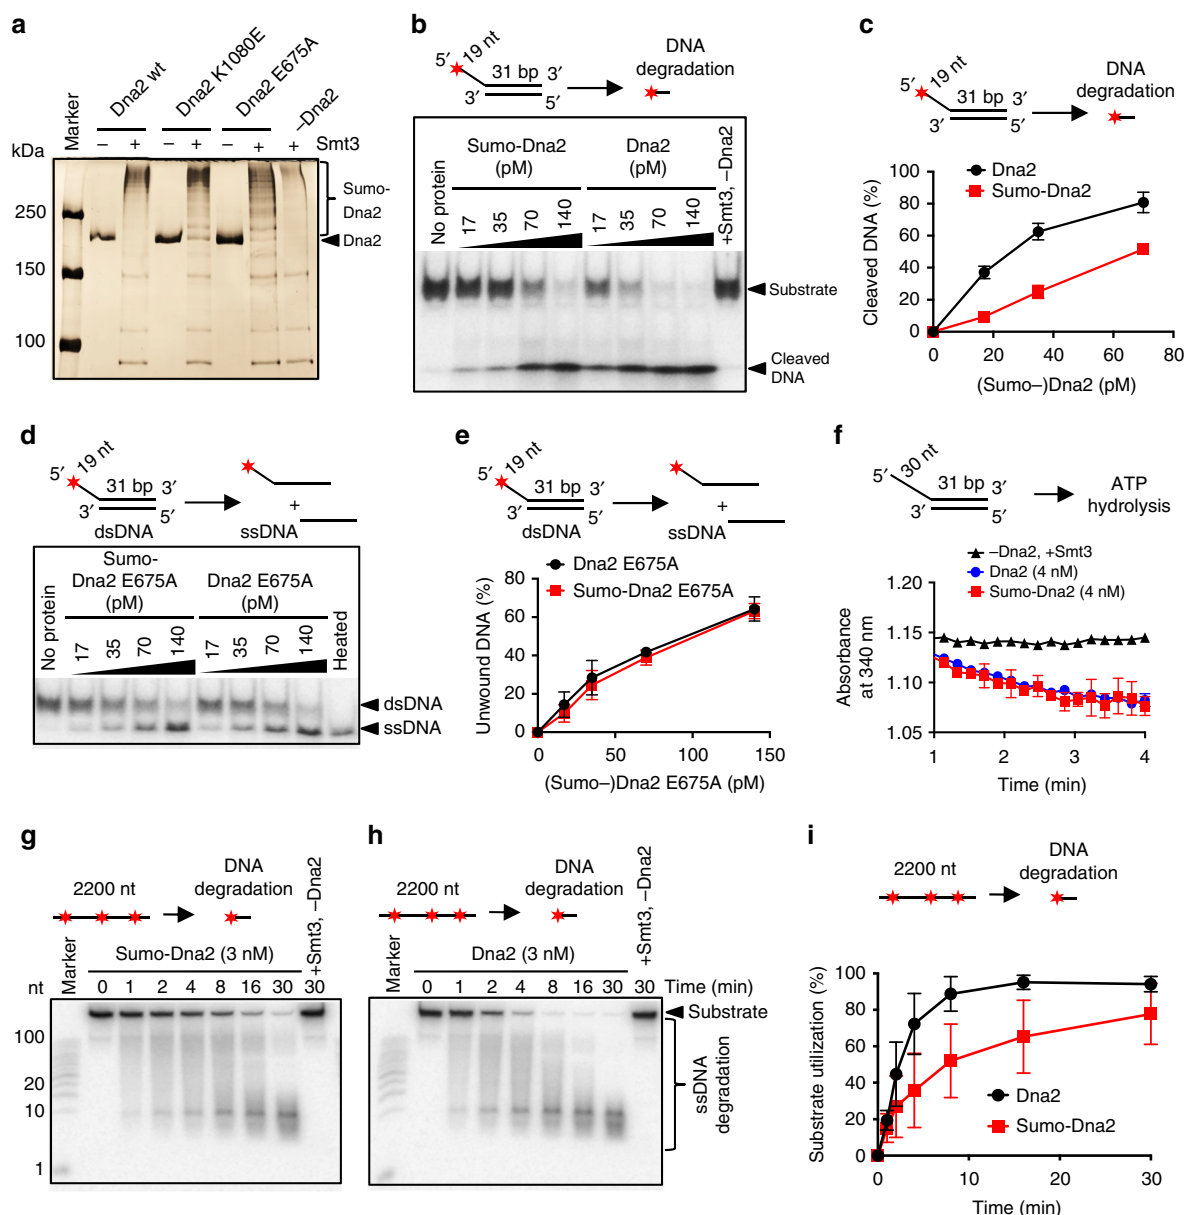 a
Marker
Dna2 wt
Dna2 K1080E
Dna2 E675A
–Dna2
kDa
– + – + – + + Smt3
250
150
100
Sumo-
Dna2
Dna2
b
5′
19 nt
31 bp
3′
3′
5′
DNA
degradation
Sumo-Dna2
(pM)
Dna2
(pM)
No protein
17
35
70
140
17
35
70
140
+Smt3, –Dna2
Substrate
Cleaved
DNA
c
5′
19 nt
31 bp
3′
3′
5′
DNA
degradation
Dna2
Sumo-Dna2
Cleaved DNA (%)
100
80
60
40
20
0
0 20 40 60 80
(Sumo–)Dna2 (pM)
d
5′
19 nt
31 bp
3′
3′
5′
dsDNA
+
ssDNA
Sumo-
Dna2 E675A
(pM)
Dna2 E675A
(pM)
No protein
17
35
70
140
17
35
70
140
Heated
dsDNA
ssDNA
e
5′
19 nt
31 bp
3′
3′
5′
dsDNA
+
ssDNA
Dna2 E675A
Sumo-Dna2 E675A
Unwound DNA (%)
80
60
40
20
0
0 50 100 150
(Sumo–)Dna2 E675A (pM)
f
5′
30 nt
31 bp
3′
3′
5′
ATP
hydrolysis
–Dna2, +Smt3
Dna2 (4 nM)
Sumo-Dna2 (4 nM)
Absorbance
at 340 nm
1.20
1.15
1.10
1.05
1 2 3 4
Time (min)
g
2200 nt
DNA
degradation
Marker
Sumo-Dna2 (3 nM)
+Smt3, –Dna2
nt
0 1 2 4 8 16 30 30
100
20
10
1
h
2200 nt
DNA
degradation
Marker
Dna2 (3 nM)
+Smt3, –Dna2
0 1 2 4 8 16 30 30 Time (min)
Substrate
ssDNA
degradation
i
2200 nt
DNA
degradation
Substrate utilization (%)
100
80
60
40
20
0
Dna2
Sumo-Dna2
0 10 20 30
Time (min)